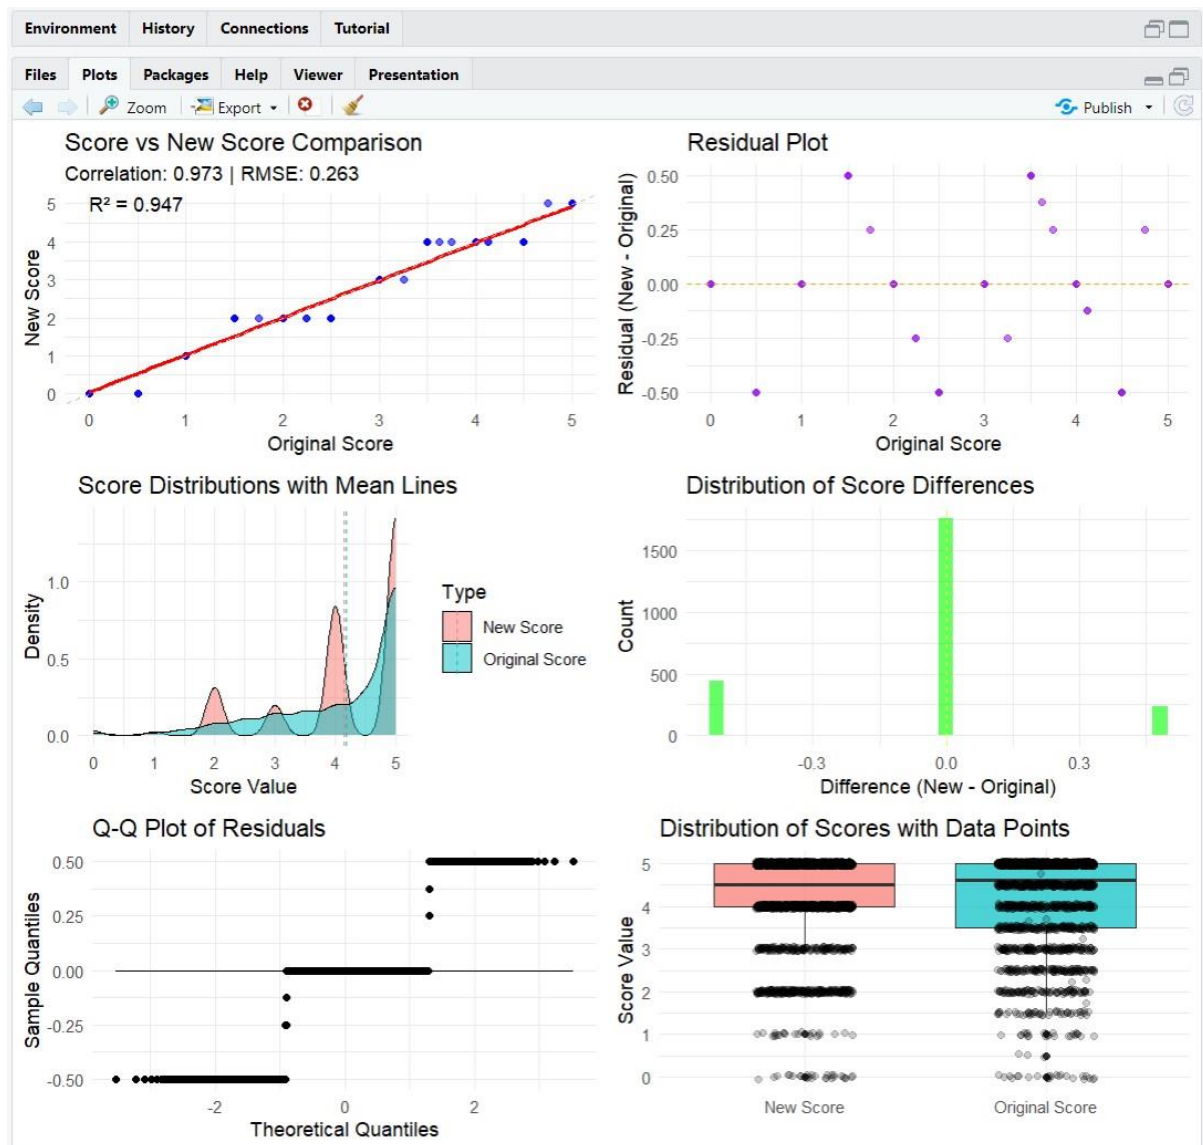 Environment History Connections Tutorial
Files Plots Packages Help Viewer Presentation
Zoom Export Publish
Score vs New Score Comparison
Correlation: 0.973 | RMSE: 0.263
R² = 0.947
New Score
5
4
3
2
1
0
0 1 2 3 4 5
Original Score
Residual Plot
Residual (New - Original)
0.50
0.25
0.00
-0.25
-0.50
0 1 2 3 4 5
Original Score
Score Distributions with Mean Lines
Density
1.0
0.5
0.0
0 1 2 3 4 5
Score Value
Type
New Score
Original Score
Distribution of Score Differences
Count
1500
1000
500
0
-0.3 0.0 0.3
Difference (New - Original)
Q-Q Plot of Residuals
Sample Quantiles
0.50
0.25
0.00
-0.25
-0.50
-2 0 2
Theoretical Quantiles
Distribution of Scores with Data Points
Score Value
5
4
3
2
1
0
New Score Original Score